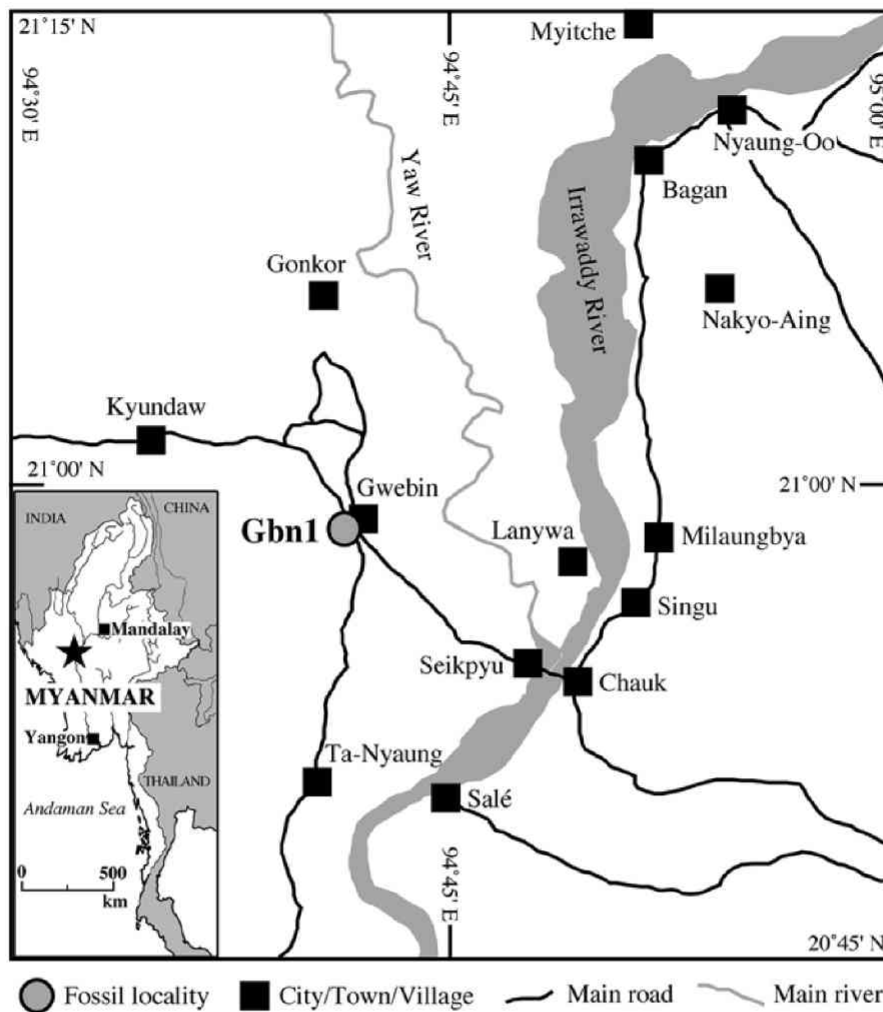 21°15' N
94°30' E
94°45' E
95°00' E
Myitche
Nyaung-Oo
Bagan
Yaw River
Irrawaddy River
Gonkor
Nakyo-Aing
Kyundaw
21°00' N
21°00' N
Gwebin
Gbn1
Lanywa
Milaungbya
Singu
Seikpyu
Chauk
Ta-Nyaung
Salé
94°45' E
20°45' N
INDIA
CHINA
Mandalay
MYANMAR
Yangon
THAILAND
Andaman Sea
0 500
km
Fossil locality City/Town/Village Main road Main river